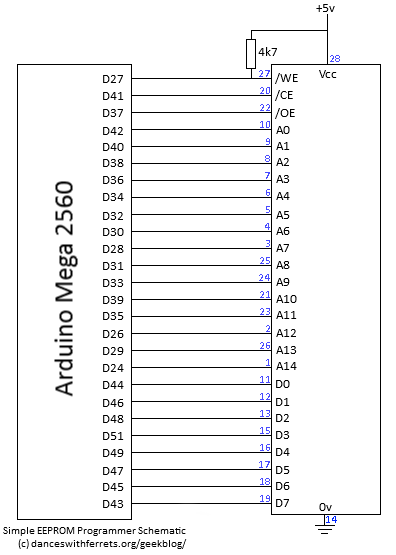 +5v
4k7
28
Vcc
D27 27 /WE
D41 20 /CE
D37 22 /OE
D42 10 A0
D40 9 A1
D38 8 A2
D36 7 A3
D34 6 A4
D32 5 A5
D30 4 A6
D28 3 A7
D31 25 A8
D33 24 A9
D39 21 A10
D35 23 A11
D26 2 A12
D29 26 A13
D24 1 A14
D44 11 D0
D46 12 D1
D48 13 D2
D51 15 D3
D49 16 D4
D47 17 D5
D45 18 D6
D43 19 D7
Arduino Mega 2560
0v
14
Simple EEPROM Programmer Schematic
(c) danceswithferrets.org/geekblog/